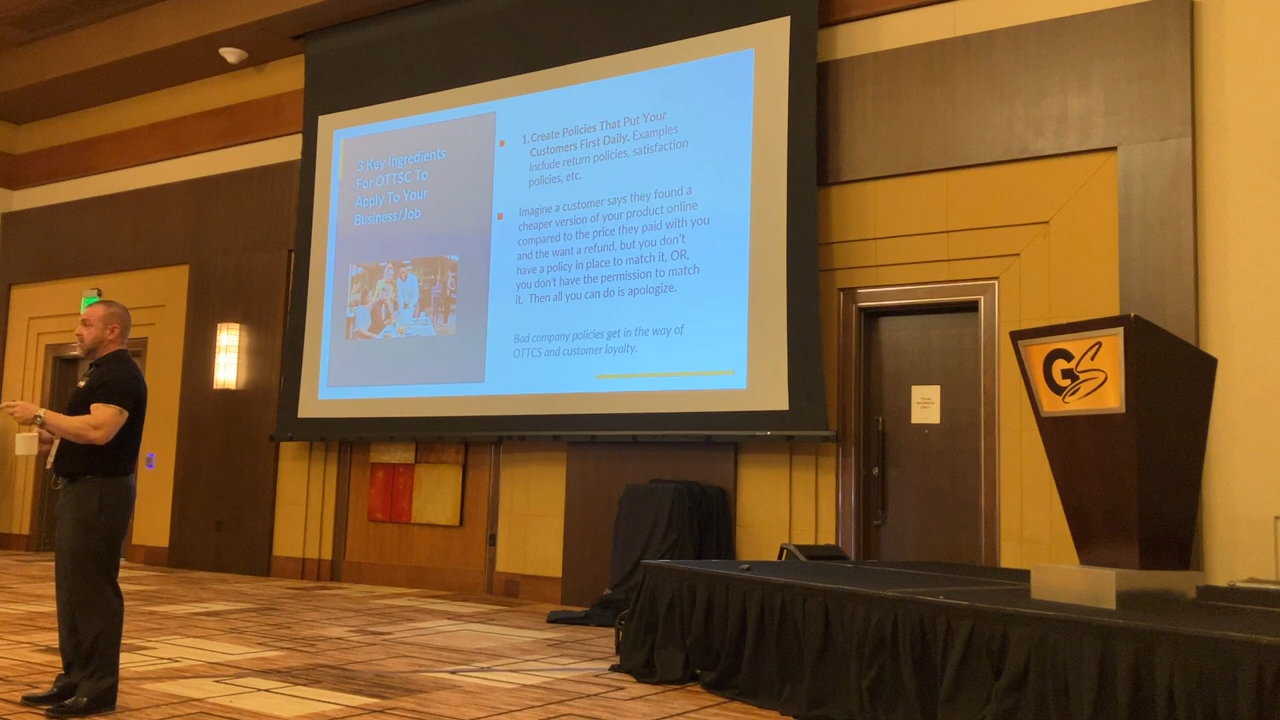 3 Key Ingredients
For OTTSC To
Apply To Your
Business/Job
1. Create Policies That Put Your
Customers First Daily. Examples
include return policies, satisfaction
policies, etc.
Imagine a customer says they found a
cheaper version of your product online
compared to the price they paid with you
and the want a refund, but you don't
have a policy in place to match it, OR,
you don't have the permission to match
it. Then all you can do is apologize.
Bad company policies get in the way of
OTTCS and customer loyalty.
TEAM
MEMBERS
ONLY
GS